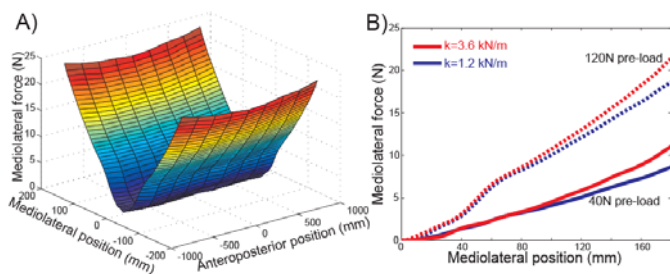 A)
Mediolateral force (N)
25
20
15
10
5
0
200
100
0
-100
-200
Mediolateral position (mm)
-1000
-500
0
500
1000
Anteroposterior position (mm)
B)
Mediolateral force (N)
25
20
15
10
5
0
k=3.6 kN/m
k=1.2 kN/m
120N pre-load
40N pre-load
0
40
80
120
160
Mediolateral position (mm)